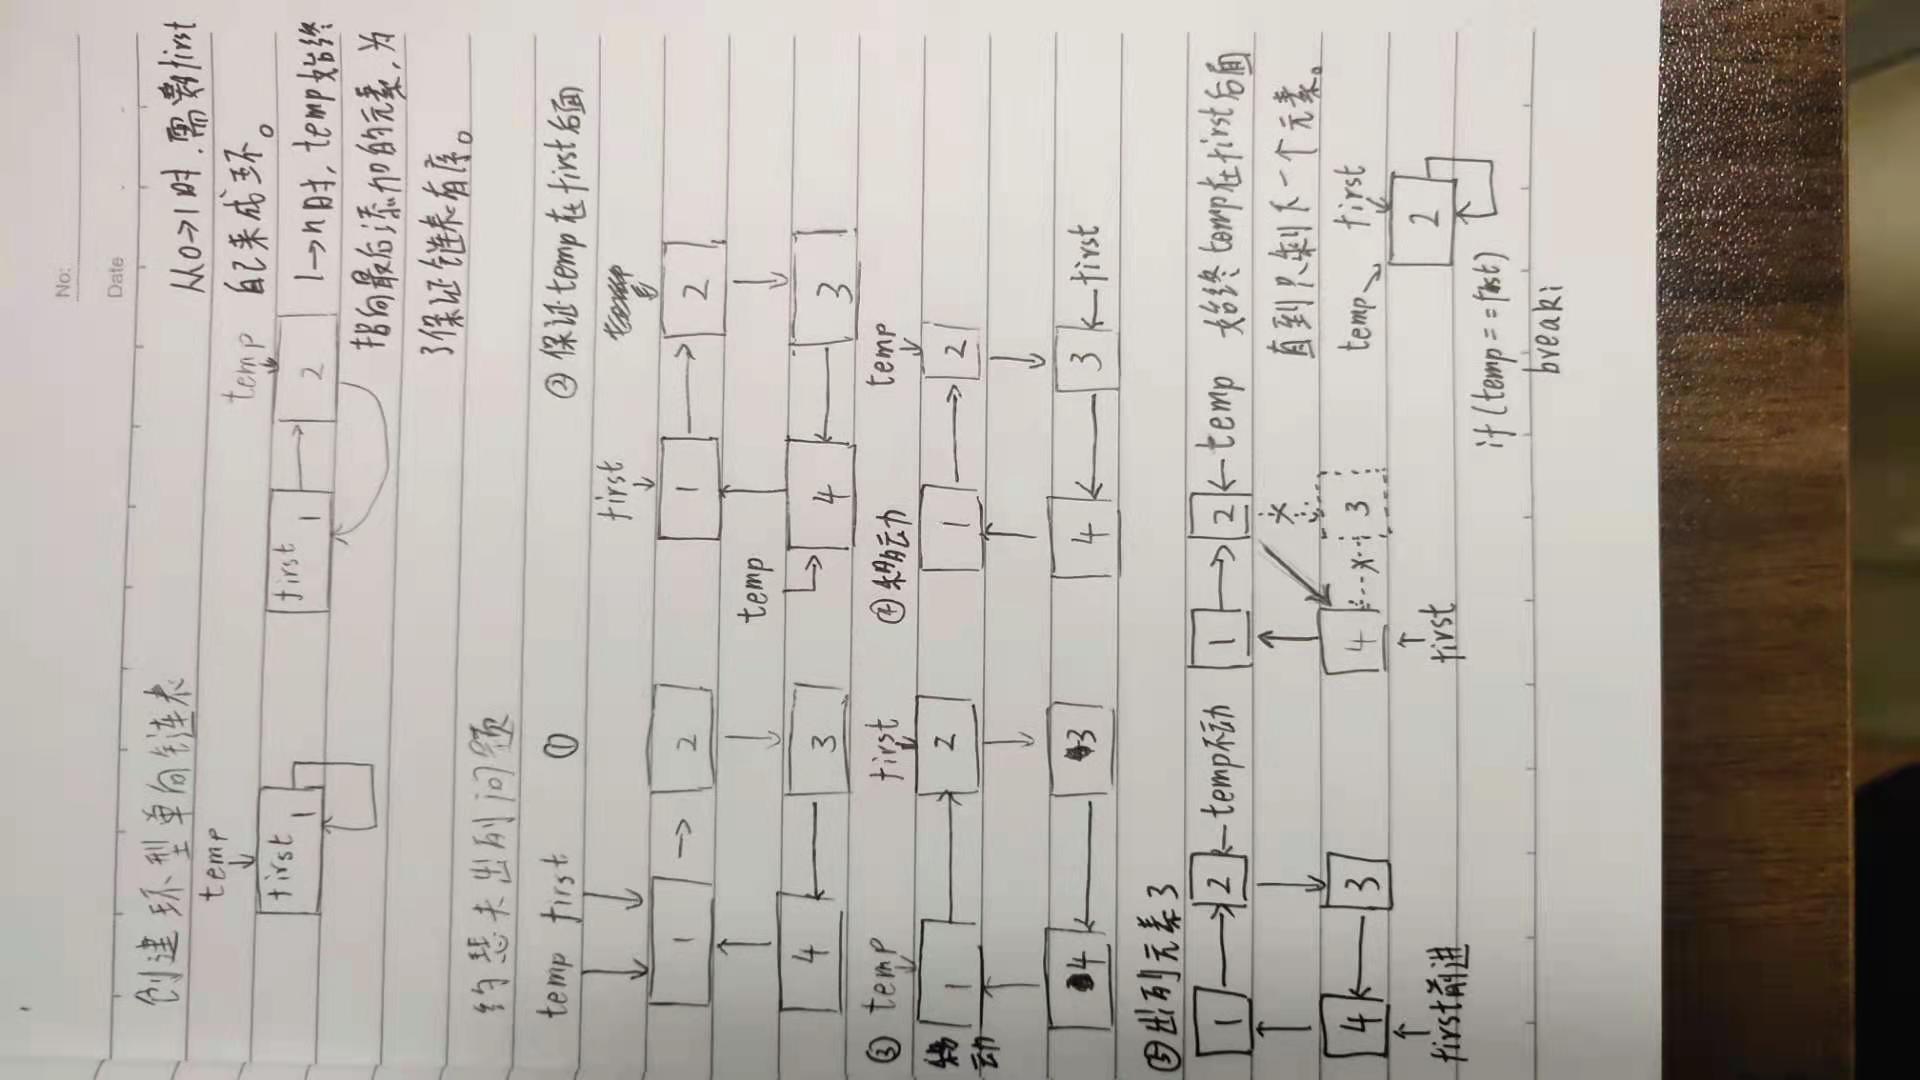 No:
Date
创建环型单向链表
从0→1时,需要first
自己来成环。
1→n时,temp始终
指向最后添加的元素,为
了保证链表有序。
temp
first
1
temp
first
1
2
约瑟夫出列问题
temp first ①
1
2
4
3
②保证temp在first后面
first
1
2
temp
4
3
③ temp
first
移动
1
2
4
3
④移动
temp
1
2
4
3
first
⑤出列元素3
1
2
temp不动
4
3
first前进
1
2
temp
4
3
first
始终temp在first后面
直到只剩下一个元素。
temp
first
2
if(temp==first)
break;